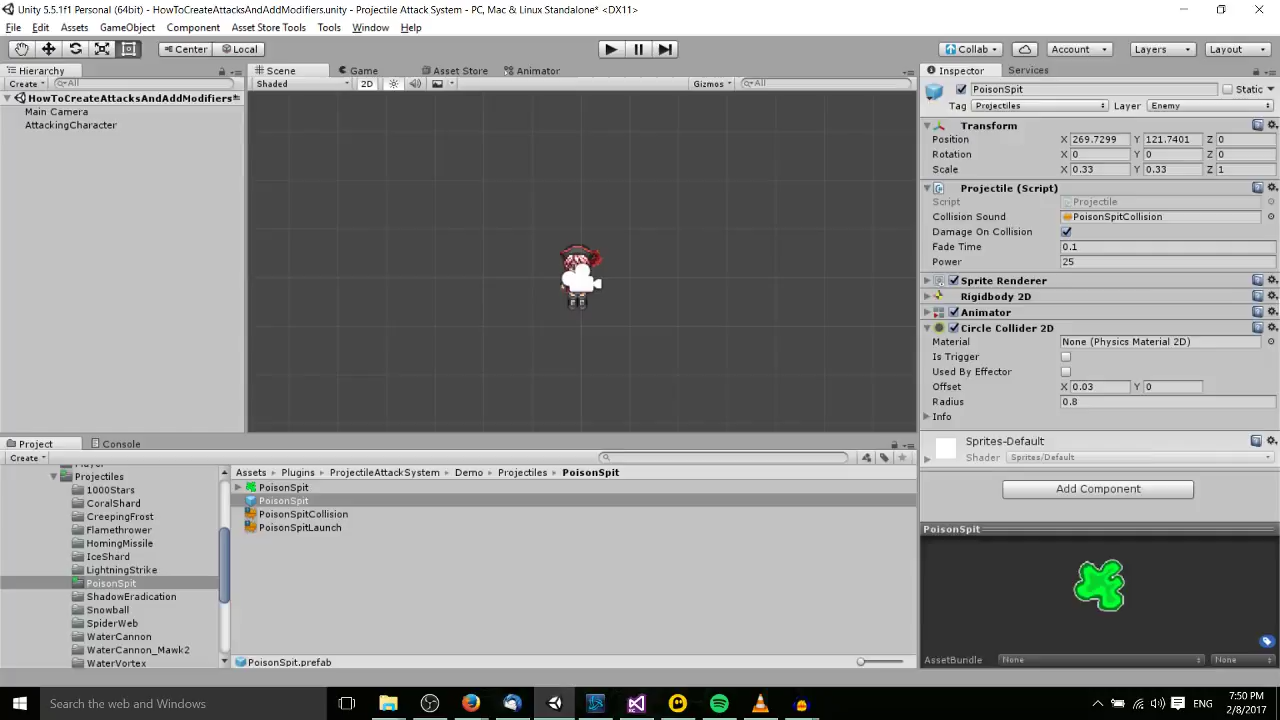 Unity 5.5.1f1 Personal (64bit) - HowToCreateAttacksAndAddModifiers.unity - Projectile Attack System - PC, Mac & Linux Standalone* <DX11>
File Edit Assets GameObject Component Asset Store Tools Tools Window Help
Center Local Collab Account Layers Layout
Hierarchy Scene Game Asset Store Animator Inspector Services
Create All Shaded 2D Gizmos All
HowToCreateAttacksAndAddModifiers*
Main Camera
AttackingCharacter
PoisonSpit Static
Tag Projectiles Layer Enemy
Transform
Position X 269.7299 Y 121.7401 Z 0
Rotation X 0 Y 0 Z 0
Scale X 0.33 Y 0.33 Z 1
Projectile (Script)
Script Projectile
Collision Sound PoisonSpitCollision
Damage On Collision
Fade Time 0.1
Power 25
Sprite Renderer
Rigidbody 2D
Animator
Circle Collider 2D
Material None (Physics Material 2D)
Is Trigger
Used By Effector
Offset X 0.03 Y 0
Radius 0.8
Info
Sprites-Default
Shader Sprites/Default
Add Component
PoisonSpit
AssetBundle None None
Project Console
Create
Player
Projectiles
1000Stars
CoralShard
CreepingFrost
Flamethrower
HomingMissile
IceShard
LightningStrike
PoisonSpit
ShadowEradication
Snowball
SpiderWeb
WaterCannon
WaterCannon_Mawk2
WaterVortex
Assets Plugins ProjectileAttackSystem Demo Projectiles PoisonSpit
PoisonSpit
PoisonSpit
PoisonSpitCollision
PoisonSpitLaunch
PoisonSpit.prefab
Search the web and Windows
ENG
7:50 PM
2/8/2017